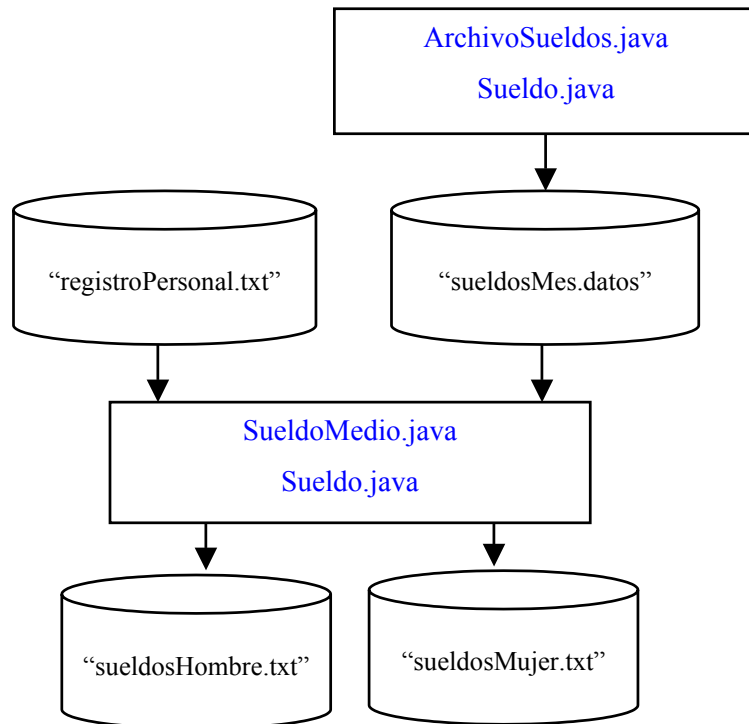 ArchivoSueldos.java
Sueldo.java
“registroPersonal.txt”
“sueldosMes.datos”
SueldoMedio.java
Sueldo.java
“sueldosHombre.txt”
“sueldosMujer.txt”